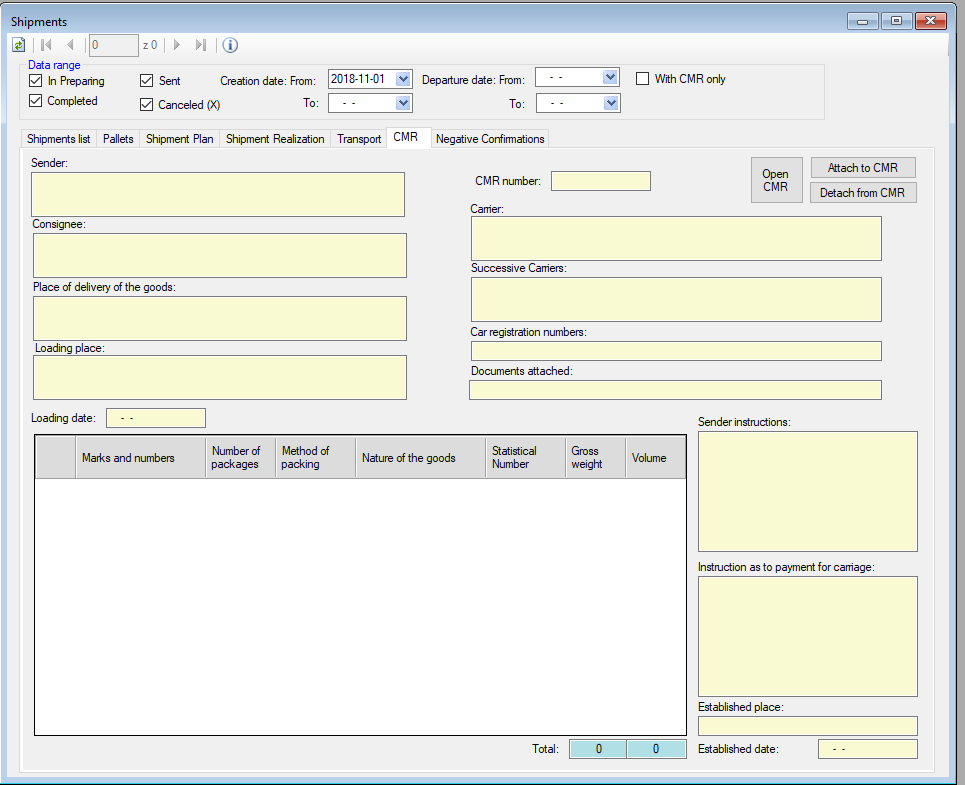 Shipments
0 z 0
Data range
In Preparing Sent Creation date: From: 2018-11-01 Departure date: From: - - With CMR only
Completed Canceled (X) To: - - To: - -
Shipments list Pallets Shipment Plan Shipment Realization Transport CMR Negative Confirmations
Sender:
CMR number:
Open
CMR
Attach to CMR
Detach from CMR
Carrier:
Consignee:
Successive Carriers:
Place of delivery of the goods:
Car registration numbers:
Loading place:
Documents attached:
Loading date: - -
Sender instructions:
Marks and numbers
Number of
packages
Method of
packing
Nature of the goods
Statistical
Number
Gross
weight
Volume
Instruction as to payment for carriage:
Established place:
Total: 0 0
Established date: - -